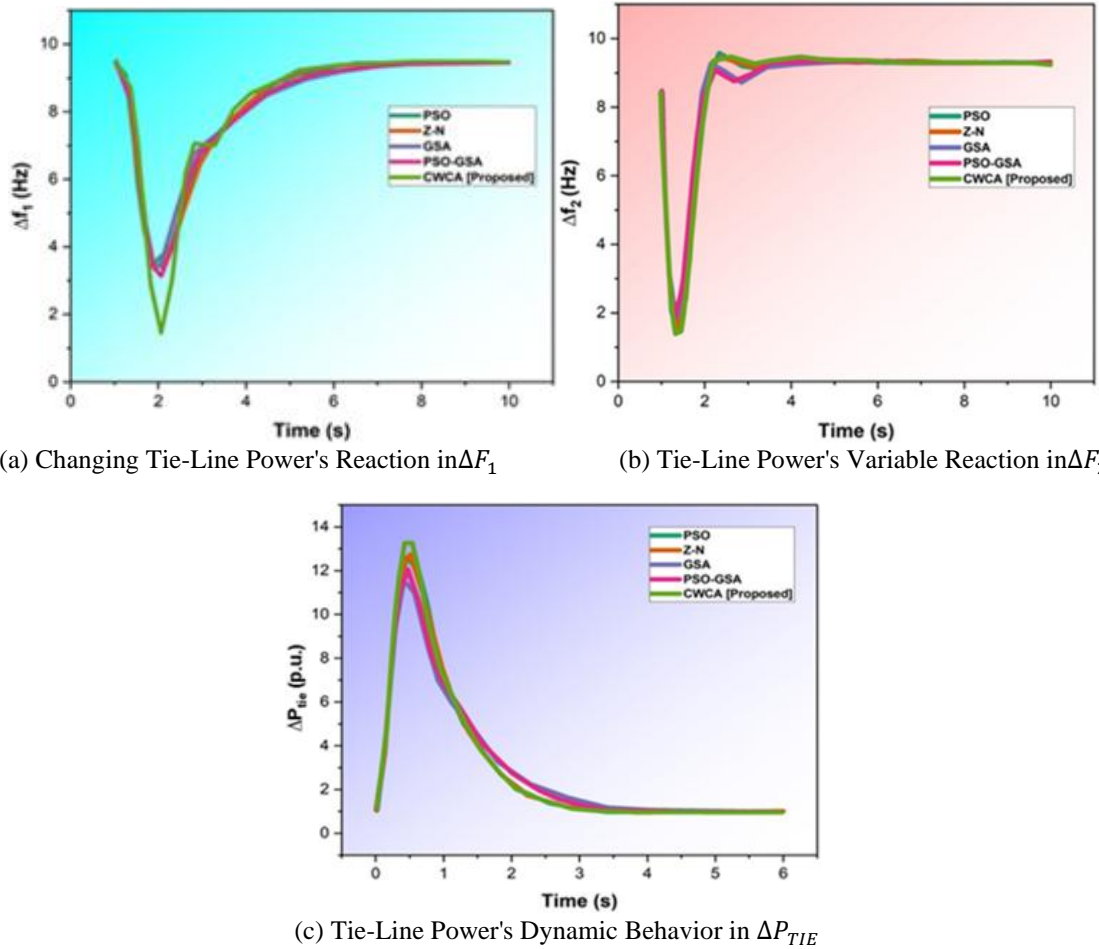 10
8
6
4
2
0
Δf₁ (Hz)
PSO
Z-N
GSA
PSO-GSA
CWCA [Proposed]
0 2 4 6 8 10
Time (s)
10
8
6
4
2
0
Δf₂ (Hz)
PSO
Z-N
GSA
PSO-GSA
CWCA [Proposed]
0 2 4 6 8 10
Time (s)
(a) Changing Tie-Line Power's Reaction inΔF₁
(b) Tie-Line Power's Variable Reaction inΔF₂
14
12
10
8
6
4
2
0
ΔPtie (p.u.)
PSO
Z-N
GSA
PSO-GSA
CWCA [Proposed]
0 1 2 3 4 5 6
Time (s)
(c) Tie-Line Power's Dynamic Behavior in ΔP_TIE